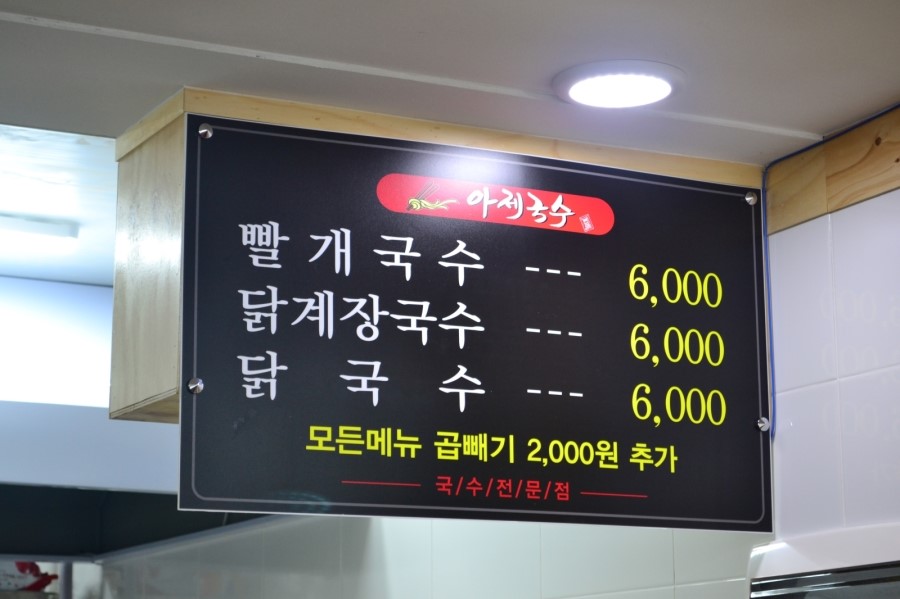 아제국수
빨개국수 --- 6,000
닭계장국수 --- 6,000
닭국수 --- 6,000
모든메뉴 곱빼기 2,000원 추가
국/수/전/문/점